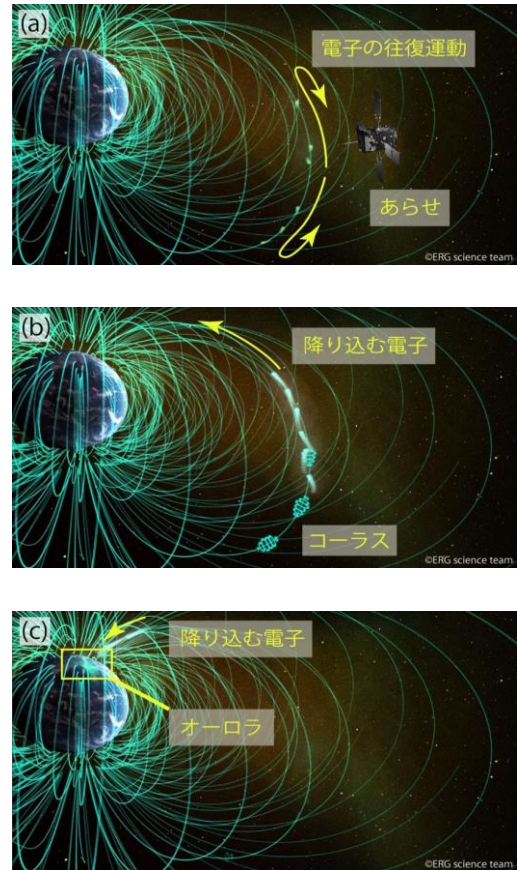 (a)
電子の往復運動
あらせ
©ERG science team
(b)
降り込む電子
コーラス
©ERG science team
(c)
降り込む電子
オーロラ
©ERG science team